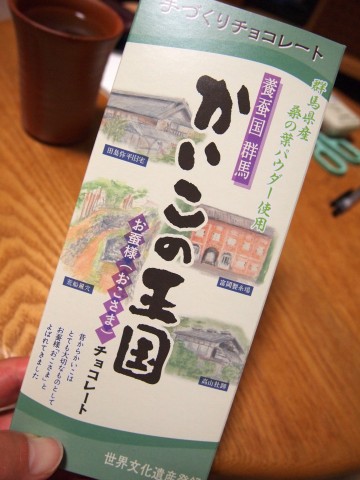 手づくりチョコレート
群馬県産
桑の葉パウダー使用
養蚕国 群馬
かいこの王国
お蚕様(おこさま)
チョコレート
田島弥平旧宅
富岡製糸場
荒船風穴
高山社跡
昔からかいこは
とても大切なものとして
お蚕様“おこさま”と
よばれてきました
世界文化遺産登録